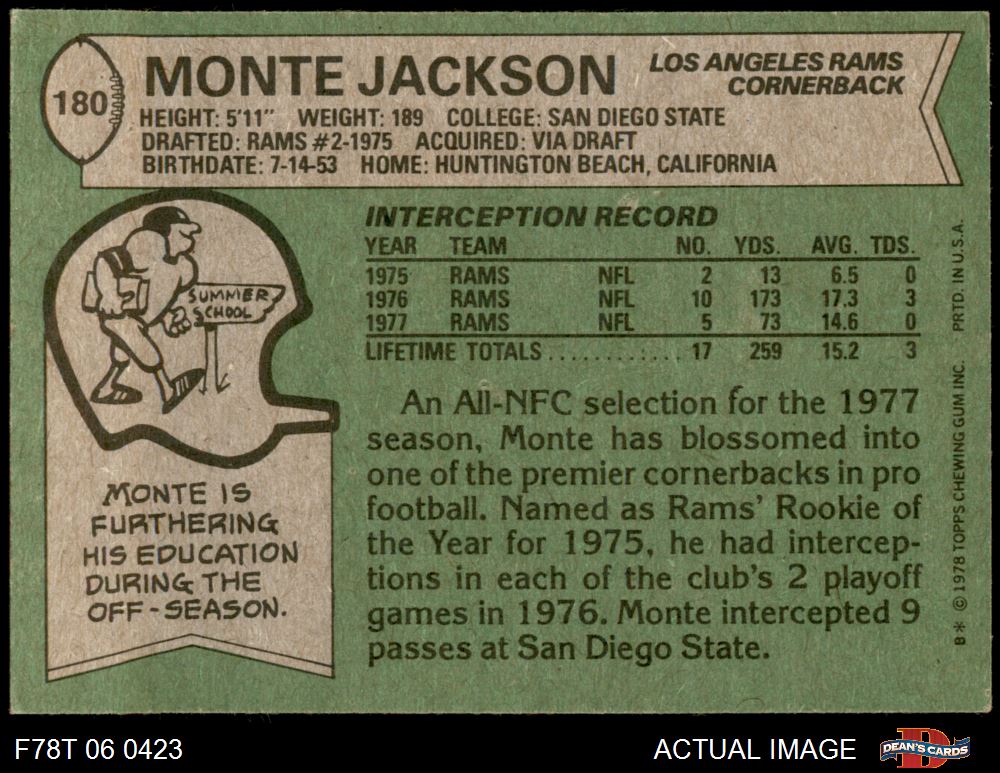 180
MONTE JACKSON
LOS ANGELES RAMS
CORNERBACK
HEIGHT: 5'11" WEIGHT: 189 COLLEGE: SAN DIEGO STATE
DRAFTED: RAMS #2-1975 ACQUIRED: VIA DRAFT
BIRTHDATE: 7-14-53 HOME: HUNTINGTON BEACH, CALIFORNIA
SUMMER
SCHOOL
MONTE IS
FURTHERING
HIS EDUCATION
DURING THE
OFF-SEASON.
INTERCEPTION RECORD
YEAR TEAM NO. YDS. AVG. TDS.
1975 RAMS NFL 2 13 6.5 0
1976 RAMS NFL 10 173 17.3 3
1977 RAMS NFL 5 73 14.6 0
LIFETIME TOTALS............ 17 259 15.2 3
An All-NFC selection for the 1977
season, Monte has blossomed into
one of the premier cornerbacks in pro
football. Named as Rams' Rookie of
the Year for 1975, he had intercep-
tions in each of the club's 2 playoff
games in 1976. Monte intercepted 9
passes at San Diego State.
B* © 1978 TOPPS CHEWING GUM INC. PRTD. IN U.S.A.
F78T 06 0423
ACTUAL IMAGE
D
DEAN'S CARDS